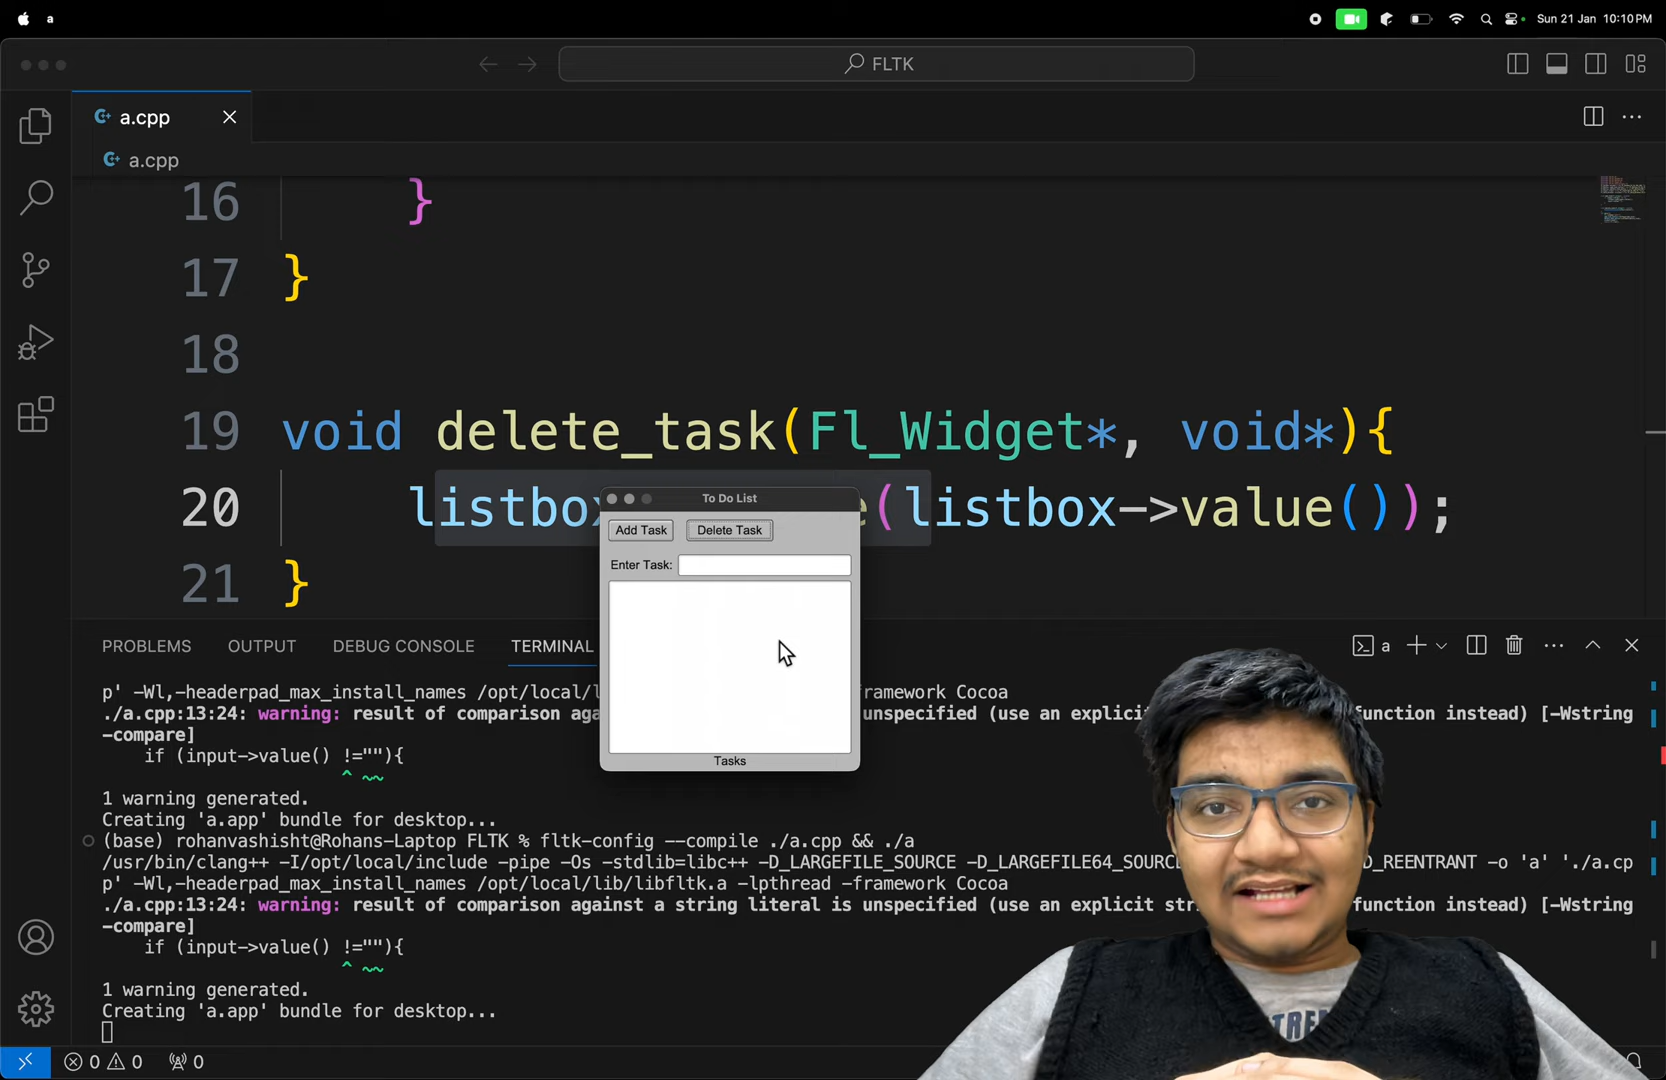 a
Sun 21 Jan 10:10 PM
FLTK
a.cpp
a.cpp
16 }
17 }
18
19 void delete_task(Fl_Widget*, void*){
20 listbox e(listbox->value());
21 }
To Do List
Add Task Delete Task
Enter Task:
Tasks
PROBLEMS OUTPUT DEBUG CONSOLE TERMINAL
a
p' -Wl,-headerpad_max_install_names /opt/local/l ramework Cocoa
./a.cpp:13:24: warning: result of comparison aga unspecified (use an explicit function instead) [-Wstring
-compare]
if (input->value() !=""){
^ ~~
1 warning generated.
Creating 'a.app' bundle for desktop...
(base) rohanvashisht@Rohans-Laptop FLTK % fltk-config --compile ./a.cpp && ./a
/usr/bin/clang++ -I/opt/local/include -pipe -Os -stdlib=libc++ -D_LARGEFILE_SOURCE -D_LARGEFILE64_SOURC D_REENTRANT -o 'a' './a.cp
p' -Wl,-headerpad_max_install_names /opt/local/lib/libfltk.a -lpthread -framework Cocoa
./a.cpp:13:24: warning: result of comparison against a string literal is unspecified (use an explicit stri function instead) [-Wstring
-compare]
if (input->value() !=""){
^ ~~
1 warning generated.
Creating 'a.app' bundle for desktop...
0 0 0